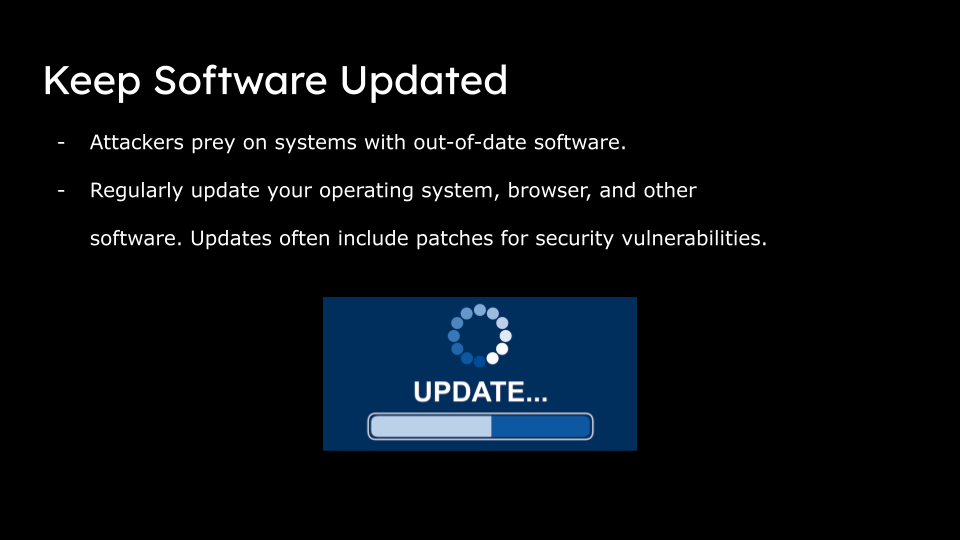 Keep Software Updated
- Attackers prey on systems with out-of-date software.
- Regularly update your operating system, browser, and other
software. Updates often include patches for security vulnerabilities.
UPDATE...